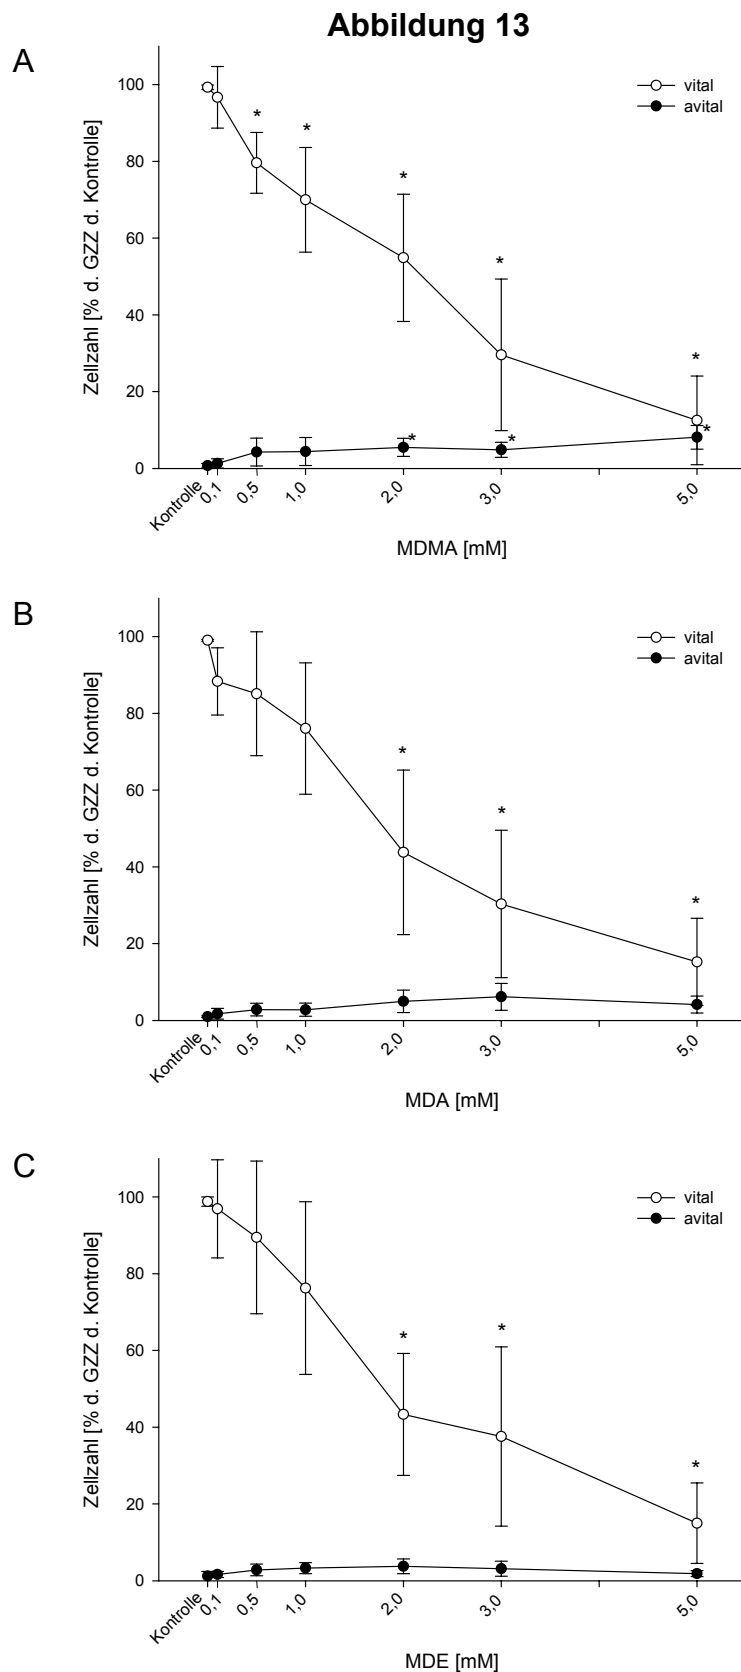 Abbildung 13
A
Zellzahl [% d. GZZ d. Kontrolle]
100
80
60
40
20
0
vital
avital
*
*
*
*
*
*
*
*
Kontrolle
0,1
0,5
1,0
2,0
3,0
5,0
MDMA [mM]
B
Zellzahl [% d. GZZ d. Kontrolle]
100
80
60
40
20
0
vital
avital
*
*
*
Kontrolle
0,1
0,5
1,0
2,0
3,0
5,0
MDA [mM]
C
Zellzahl [% d. GZZ d. Kontrolle]
100
80
60
40
20
0
vital
avital
*
*
*
Kontrolle
0,1
0,5
1,0
2,0
3,0
5,0
MDE [mM]